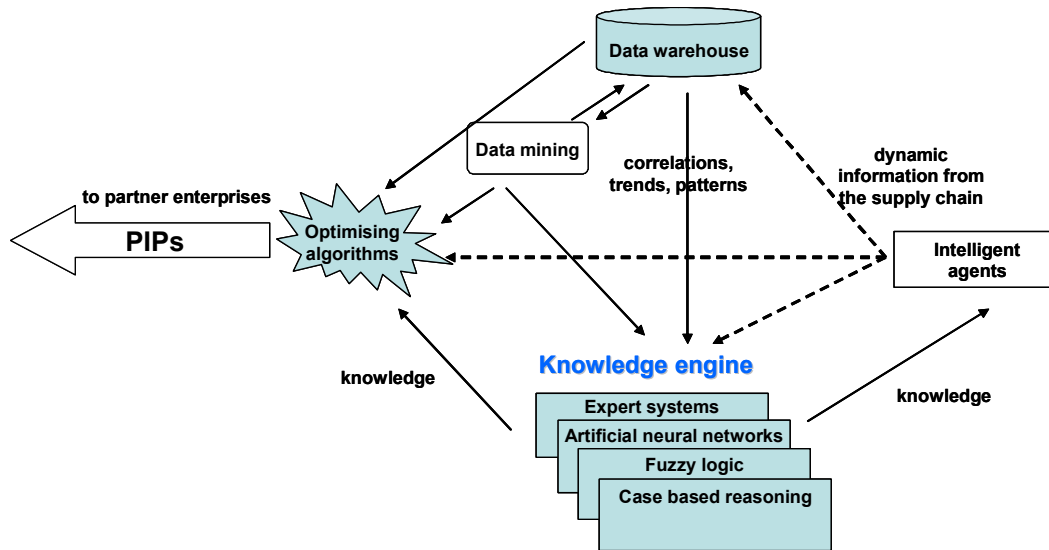 Data warehouse
Data mining
correlations,
trends, patterns
dynamic
information from
the supply chain
to partner enterprises
PIPs
Optimising
algorithms
Intelligent
agents
Knowledge engine
knowledge
knowledge
Expert systems
Artificial neural networks
Fuzzy logic
Case based reasoning